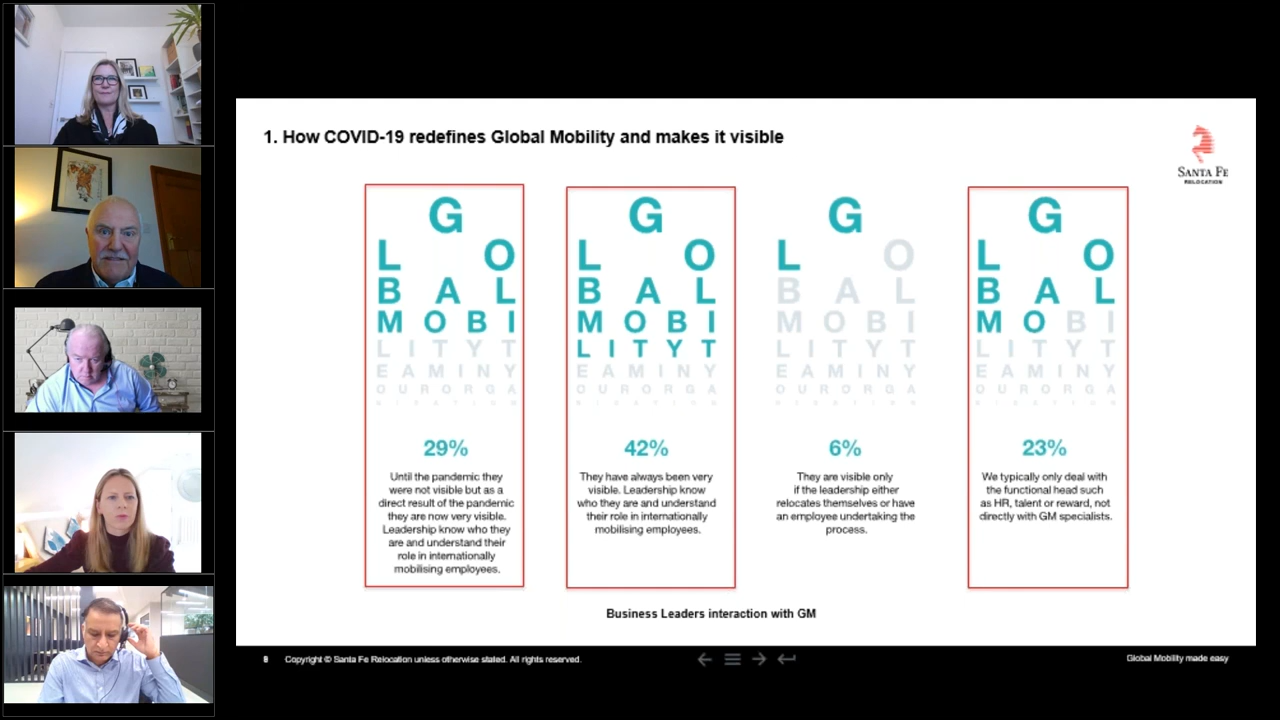 1. How COVID-19 redefines Global Mobility and makes it visible
SANTA FE
RELOCATION
G
L O
B A L
M O B I
L I T Y T
E A M I N Y
O U R O R G A
N I S A T I O N
29%
Until the pandemic they
were not visible but as a
direct result of the pandemic
they are now very visible.
Leadership know who they
are and understand their
role in internationally
mobilising employees.
G
L O
B A L
M O B I
L I T Y T
E A M I N Y
O U R O R G A
42%
They have always been very
visible. Leadership know
who they are and understand
their role in internationally
mobilising employees.
G
L O
B A L
M O B I
L I T Y T
E A M I N Y
O U R O R G A
6%
They are visible only
if the leadership either
relocates themselves or have
an employee undertaking the
process.
G
L O
B A L
M O B I
L I T Y T
E A M I N Y
O U R O R G A
23%
We typically only deal with
the functional head such
as HR, talent or reward, not
directly with GM specialists.
Business Leaders interaction with GM
8 Copyright © Santa Fe Relocation unless otherwise stated. All rights reserved.
Global Mobility made easy